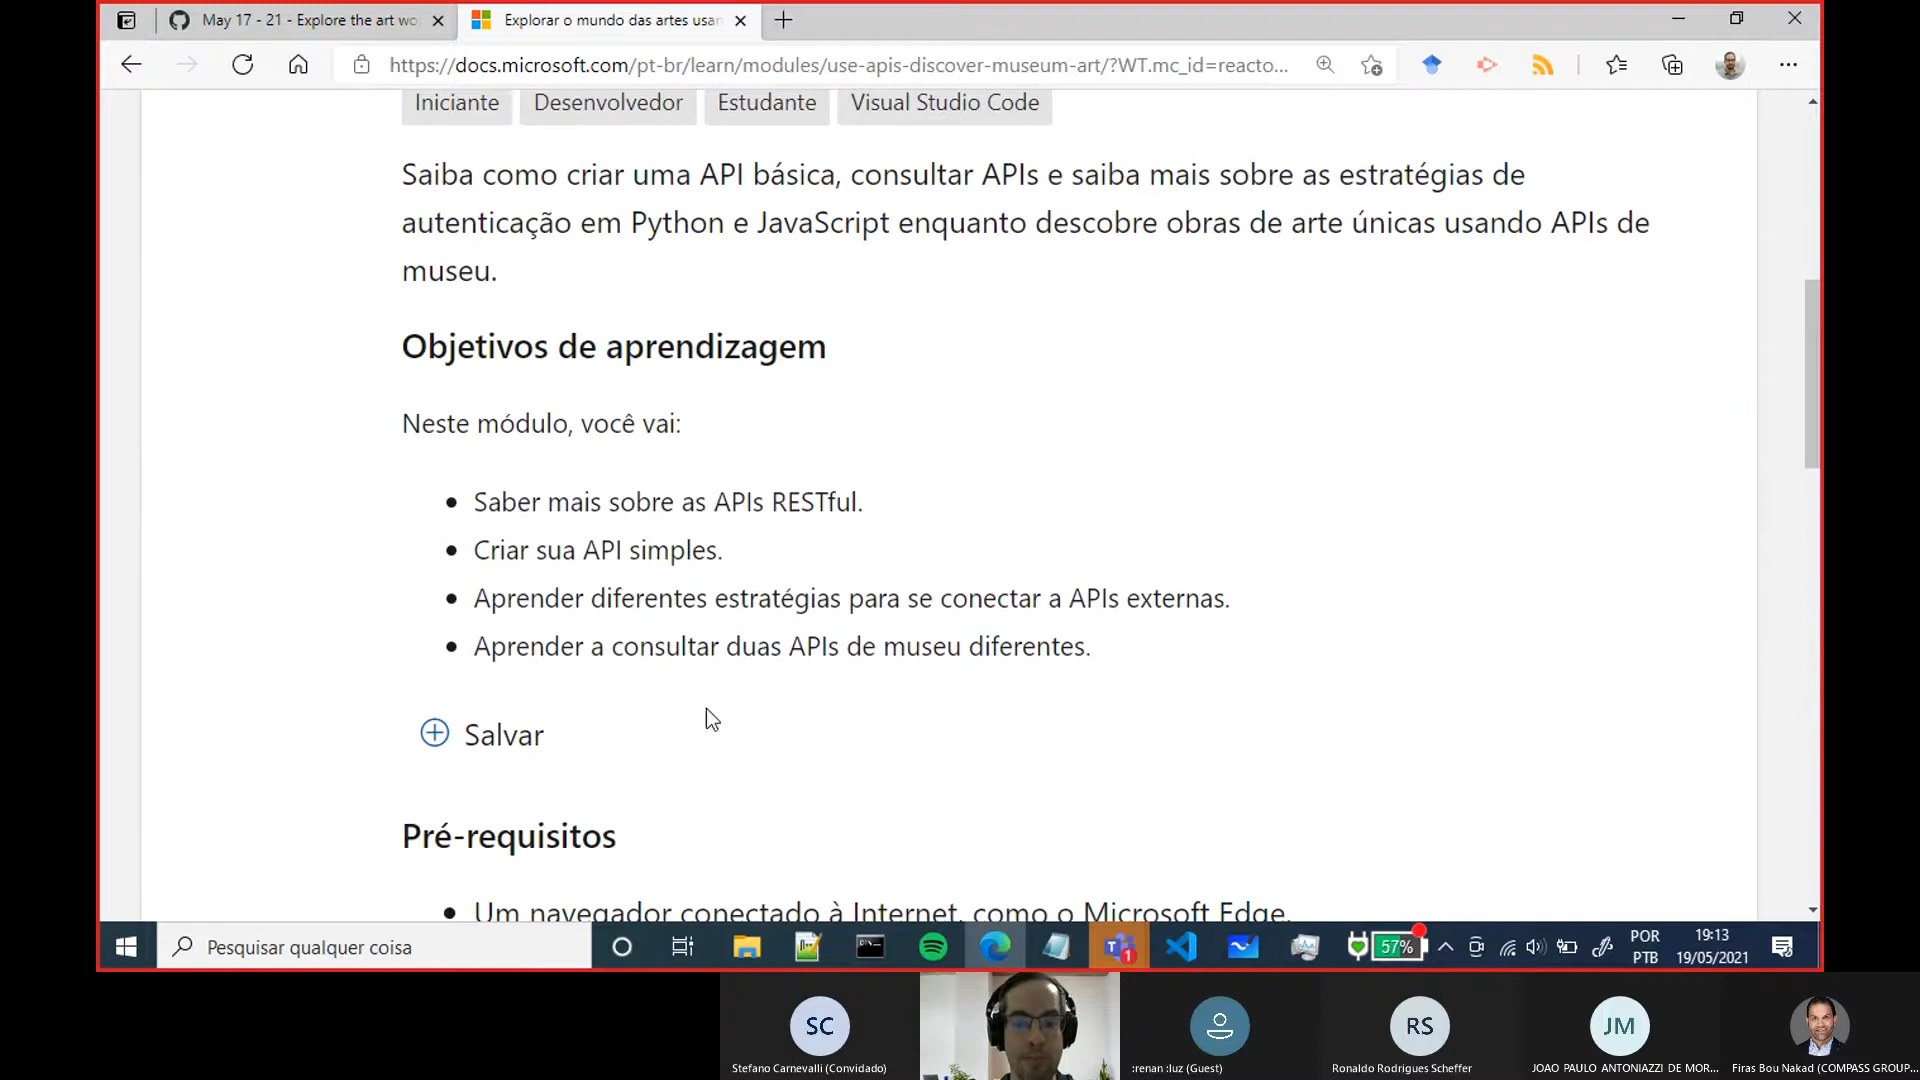 May 17 - 21 - Explore the art wo
Explorar o mundo das artes usan
https://docs.microsoft.com/pt-br/learn/modules/use-apis-discover-museum-art/?WT.mc_id=reacto...
Iniciante Desenvolvedor Estudante Visual Studio Code
Saiba como criar uma API básica, consultar APIs e saiba mais sobre as estratégias de
autenticação em Python e JavaScript enquanto descobre obras de arte únicas usando APIs de
museu.
Objetivos de aprendizagem
Neste módulo, você vai:
Saber mais sobre as APIs RESTful.
Criar sua API simples.
Aprender diferentes estratégias para se conectar a APIs externas.
Aprender a consultar duas APIs de museu diferentes.
Salvar
Pré-requisitos
Um navegador conectado à Internet, como o Microsoft Edge.
Pesquisar qualquer coisa
1
57%
POR
PTB
19:13
19/05/2021
SC
RS
JM
Stefano Carnevalli (Convidado)
:renan :luz (Guest)
Ronaldo Rodrigues Scheffer
JOAO PAULO ANTONIAZZI DE MOR...
Firas Bou Nakad (COMPASS GROUP...